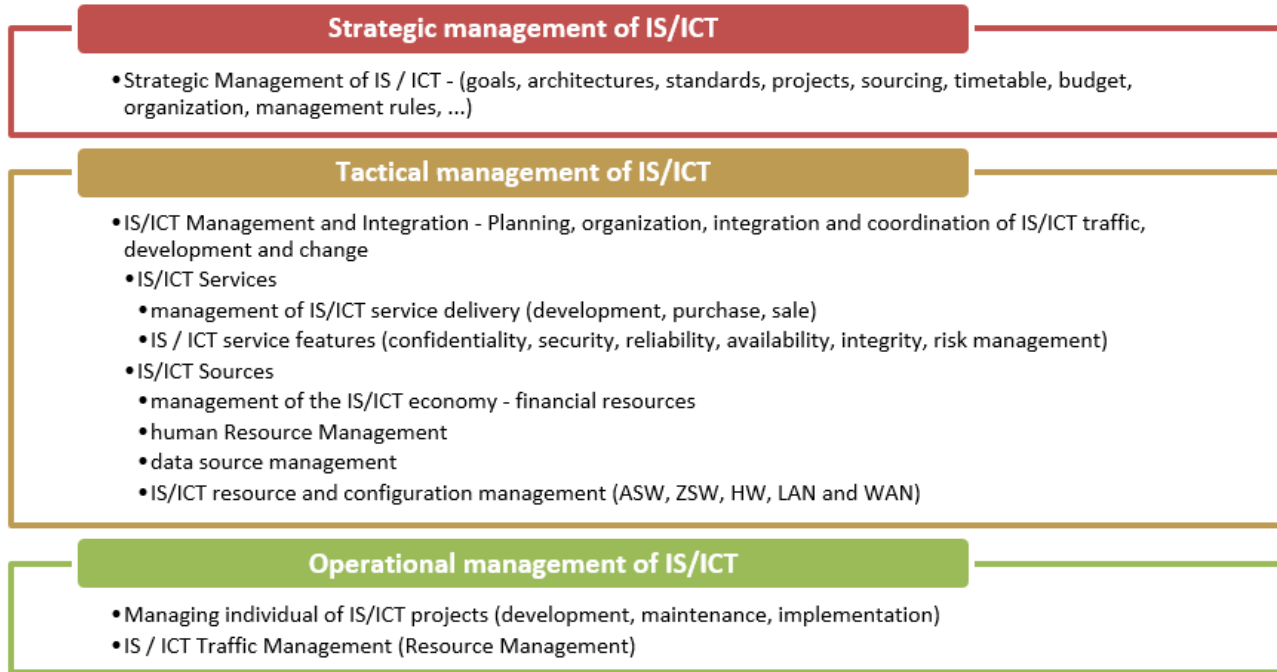 Strategic management of IS/ICT
•Strategic Management of IS / ICT - (goals, architectures, standards, projects, sourcing, timetable, budget,
organization, management rules, ...)
Tactical management of IS/ICT
•IS/ICT Management and Integration - Planning, organization, integration and coordination of IS/ICT traffic,
development and change
•IS/ICT Services
•management of IS/ICT service delivery (development, purchase, sale)
•IS / ICT service features (confidentiality, security, reliability, availability, integrity, risk management)
•IS/ICT Sources
•management of the IS/ICT economy - financial resources
•human Resource Management
•data source management
•IS/ICT resource and configuration management (ASW, ZSW, HW, LAN and WAN)
Operational management of IS/ICT
•Managing individual of IS/ICT projects (development, maintenance, implementation)
•IS / ICT Traffic Management (Resource Management)